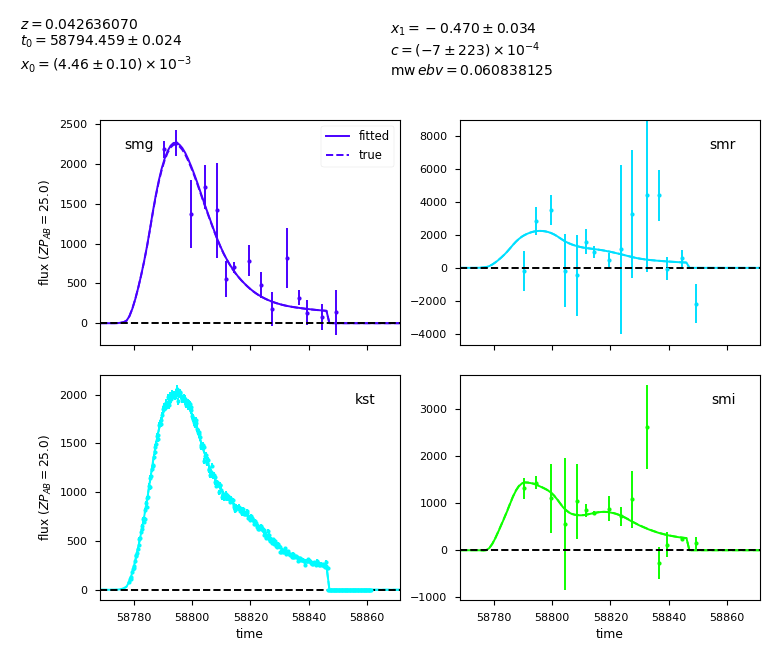 z = 0.042636070
t₀ = 58794.459 ± 0.024
x₀ = (4.46 ± 0.10) × 10⁻³
x₁ = −0.470 ± 0.034
c = (−7 ± 223) × 10⁻⁴
mw ebv = 0.060838125
smg
fitted
true
flux (ZP_AB = 25.0)
2500
2000
1500
1000
500
0
smr
8000
6000
4000
2000
0
−2000
−4000
kst
flux (ZP_AB = 25.0)
2000
1500
1000
500
0
58780 58800 58820 58840 58860
time
smi
3000
2000
1000
0
−1000
58780 58800 58820 58840 58860
time